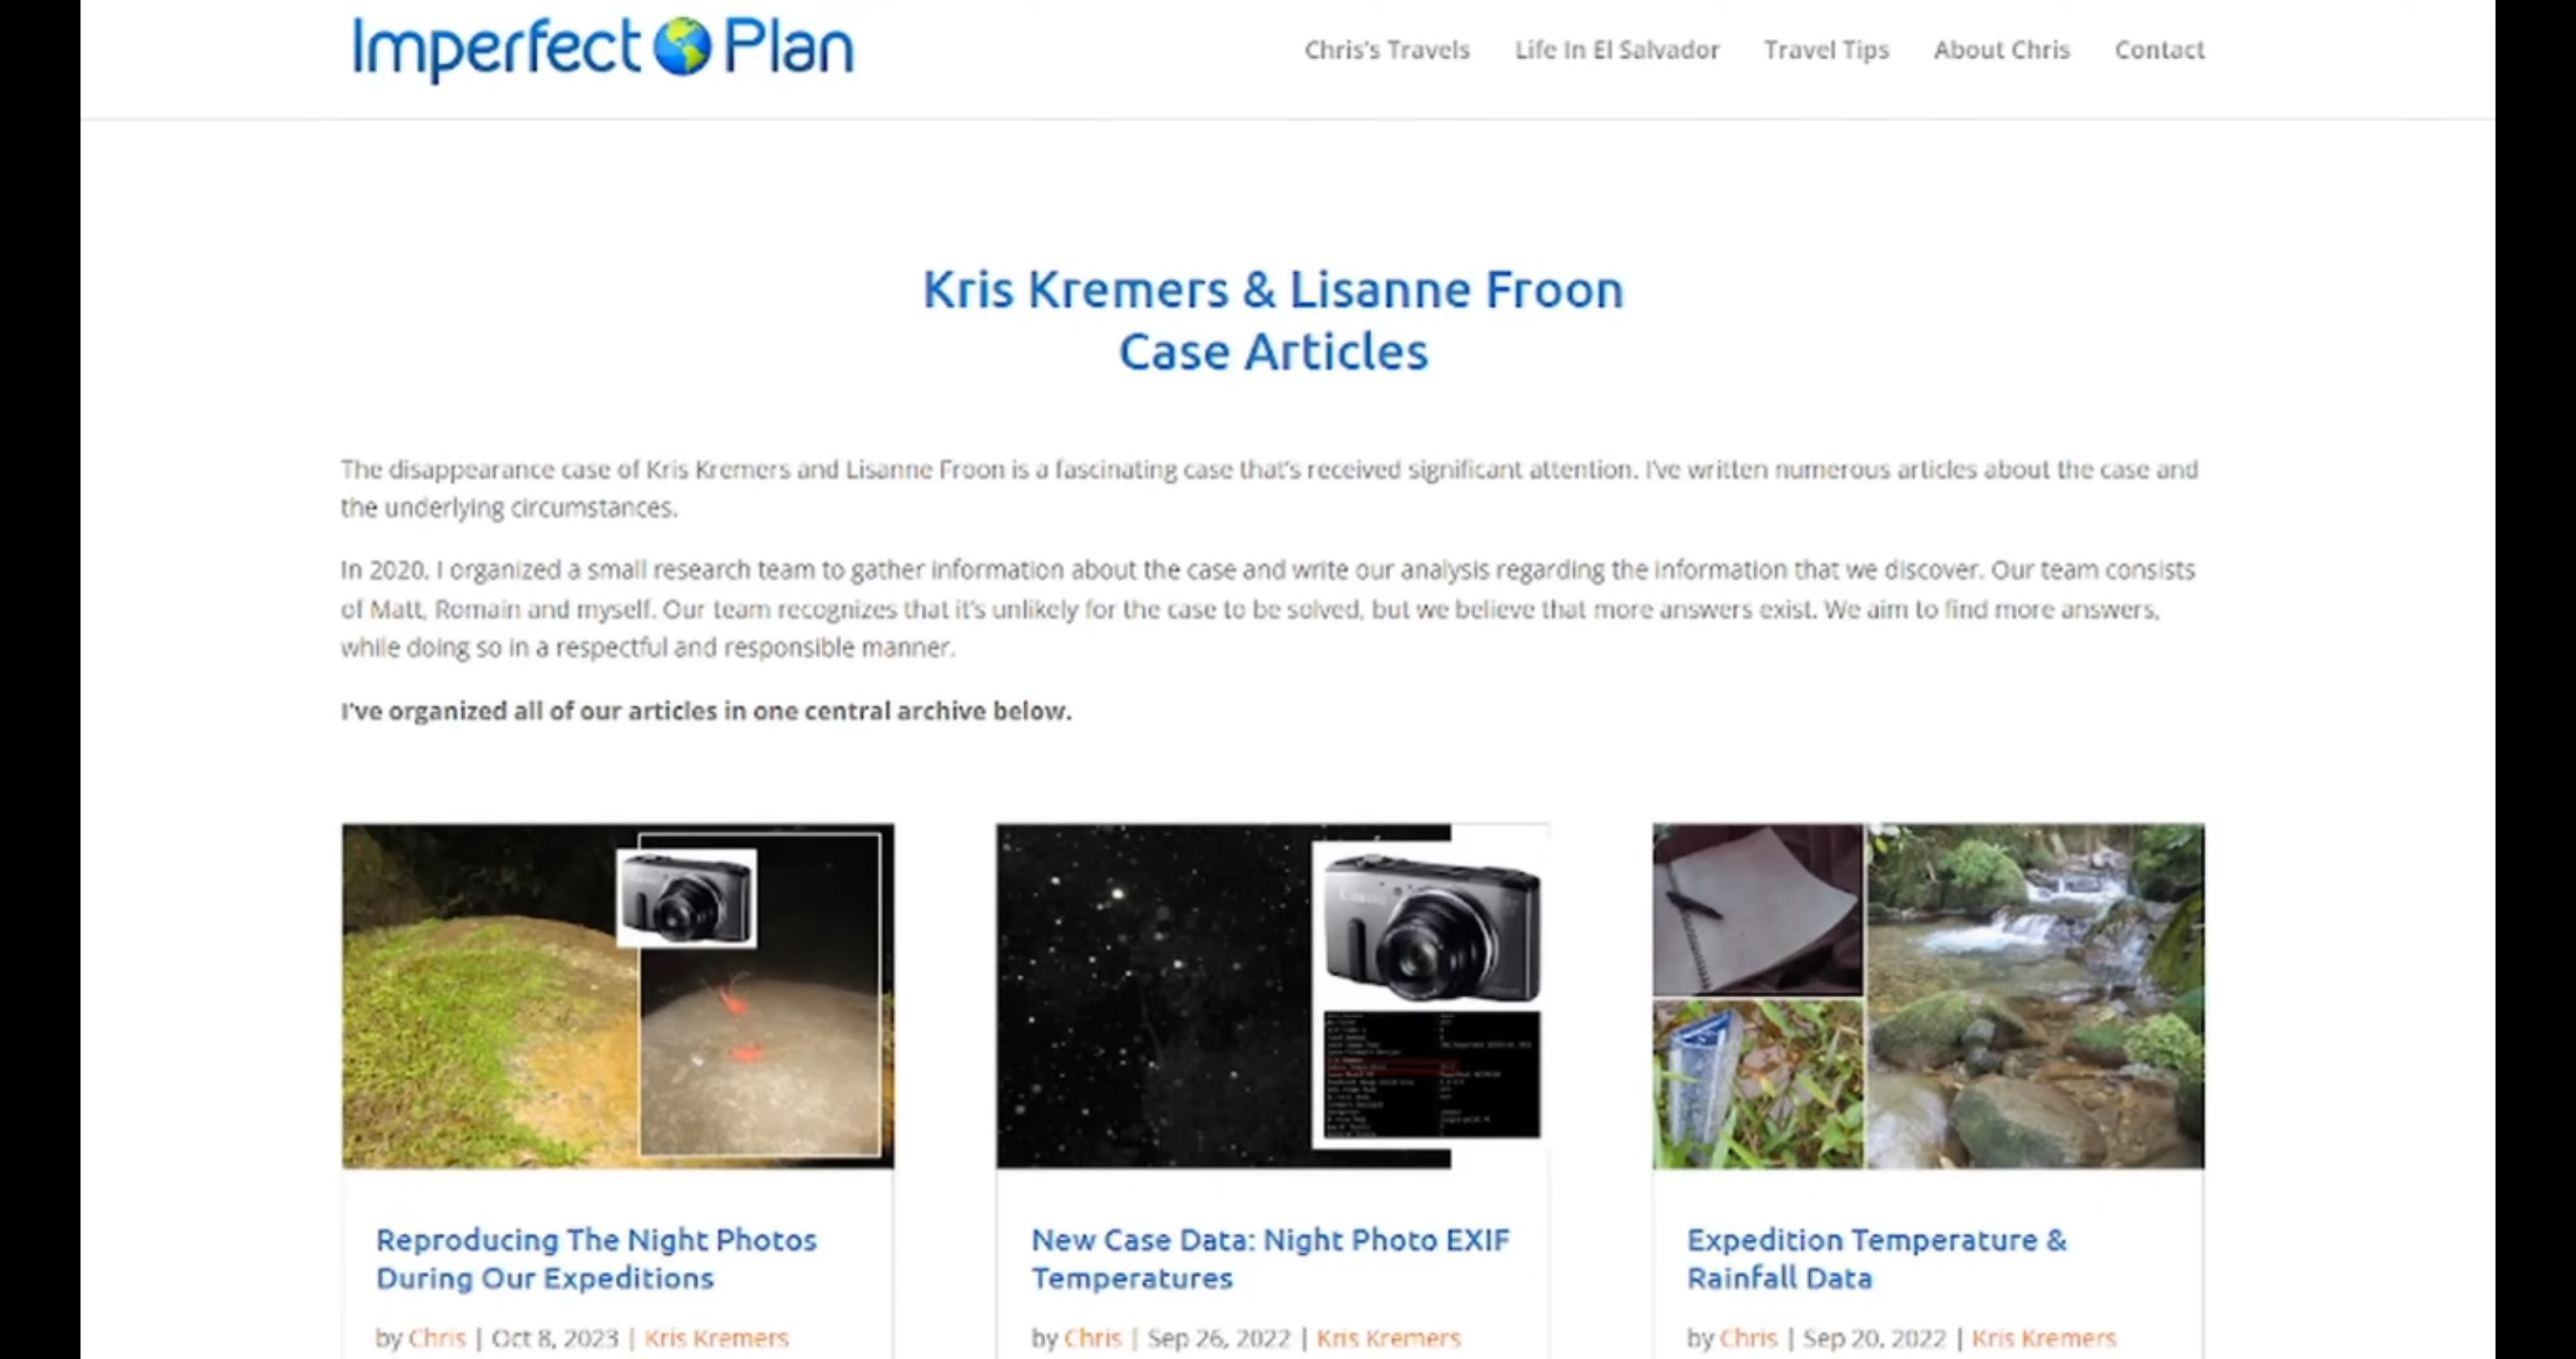 Imperfect Plan
Chris's Travels Life In El Salvador Travel Tips About Chris Contact
Kris Kremers & Lisanne Froon
Case Articles
The disappearance case of Kris Kremers and Lisanne Froon is a fascinating case that's received significant attention. I've written numerous articles about the case and
the underlying circumstances.
In 2020, I organized a small research team to gather information about the case and write our analysis regarding the information that we discover. Our team consists
of Matt, Romain and myself. Our team recognizes that it's unlikely for the case to be solved, but we believe that more answers exist. We aim to find more answers,
while doing so in a respectful and responsible manner.
I've organized all of our articles in one central archive below.
Reproducing The Night Photos
During Our Expeditions
by Chris | Oct 8, 2023 | Kris Kremers
New Case Data: Night Photo EXIF
Temperatures
by Chris | Sep 26, 2022 | Kris Kremers
Expedition Temperature &
Rainfall Data
by Chris | Sep 20, 2022 | Kris Kremers